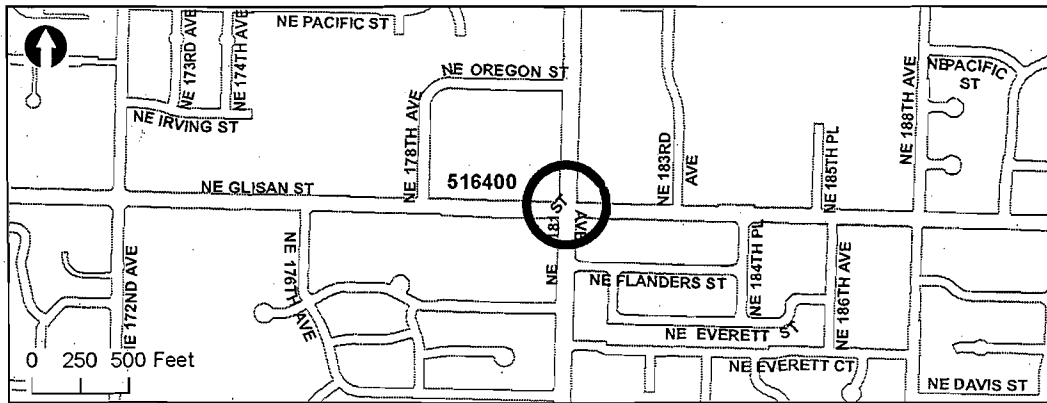 NE PACIFIC ST
NE 173RD AVE
NE 174TH AVE
NE OREGON ST
NE IRVING ST
NE 178TH AVE
NE 183RD
AVE
NE 185TH PL
NE 188TH AVE
NE PACIFIC
ST
516400
NE GLISAN ST
NE 181 ST
AVE
NE 172ND AVE
NE 176TH AVE
NE FLANDERS ST
NE 184TH PL
NE 186TH AVE
NE EVERETT ST
NE EVERETT CT
NE DAVIS ST
0 250 500 Feet